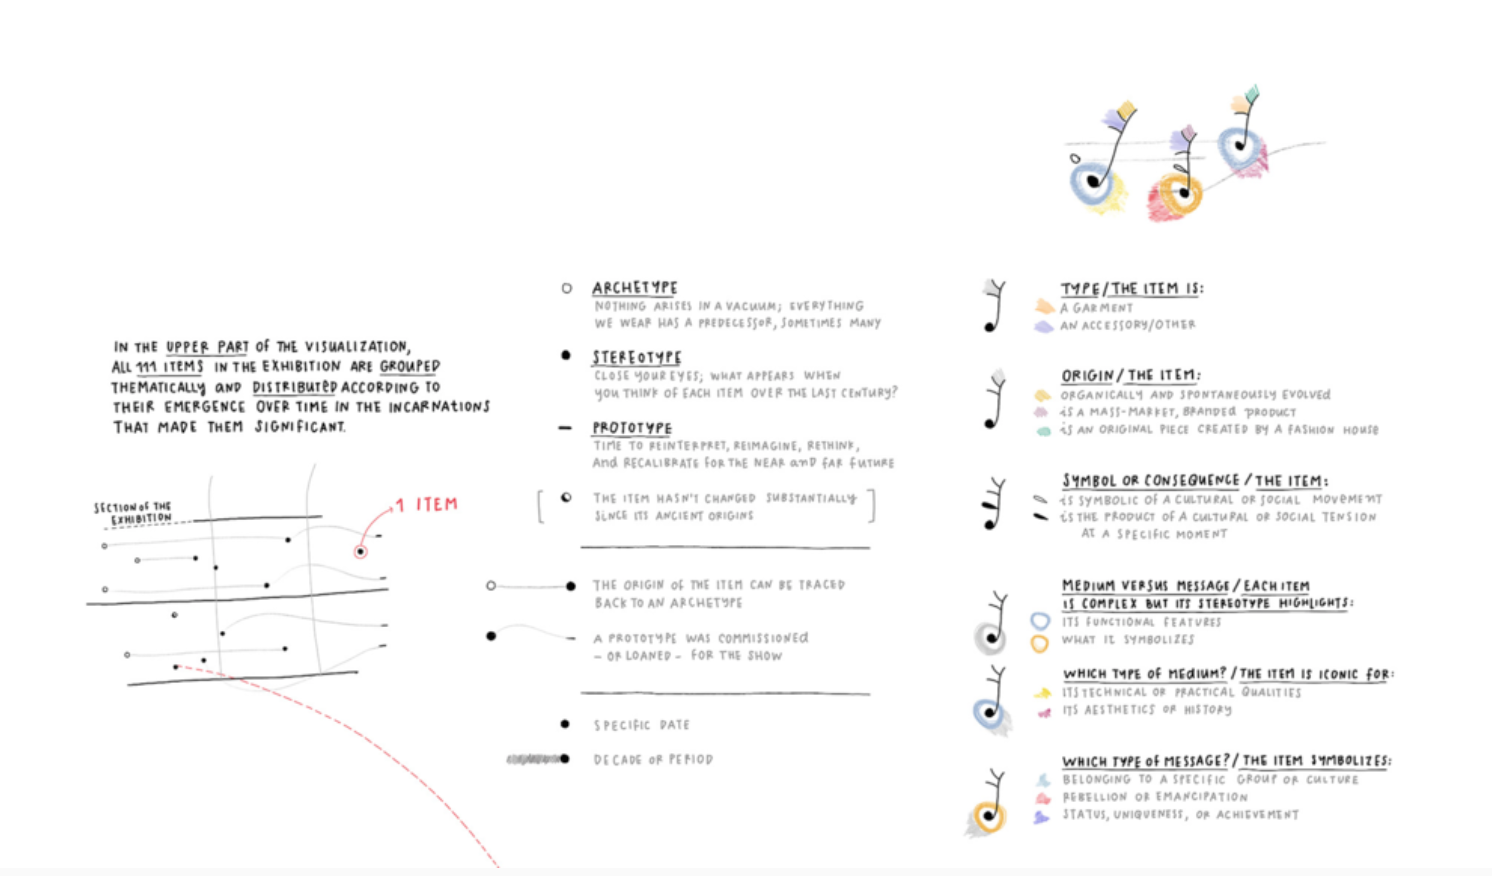 IN THE UPPER PART OF THE VISUALIZATION,
ALL 111 ITEMS IN THE EXHIBITION ARE GROUPED
THEMATICALLY AND DISTRIBUTED ACCORDING TO
THEIR EMERGENCE OVER TIME IN THE INCARNATIONS
THAT MADE THEM SIGNIFICANT.
SECTION OF THE
EXHIBITION
1 ITEM
ARCHETYPE
NOTHING ARISES IN A VACUUM; EVERYTHING
WE WEAR HAS A PREDECESSOR, SOMETIMES MANY
STEREOTYPE
CLOSE YOUR EYES; WHAT APPEARS WHEN
YOU THINK OF EACH ITEM OVER THE LAST CENTURY?
PROTOTYPE
TIME TO REINTERPRET, REIMAGINE, RETHINK,
AND RECALIBRATE FOR THE NEAR AND FAR FUTURE
[ THE ITEM HASN'T CHANGED SUBSTANTIALLY ]
SINCE ITS ANCIENT ORIGINS
THE ORIGIN OF THE ITEM CAN BE TRACED
BACK TO AN ARCHETYPE
A PROTOTYPE WAS COMMISSIONED
- OR LOANED - FOR THE SHOW
SPECIFIC DATE
DECADE OR PERIOD
TYPE/THE ITEM IS:
A GARMENT
AN ACCESSORY/OTHER
ORIGIN/THE ITEM:
ORGANICALLY AND SPONTANEOUSLY EVOLVED
IS A MASS-MARKET, BRANDED PRODUCT
IS AN ORIGINAL PIECE CREATED BY A FASHION HOUSE
SYMBOL OR CONSEQUENCE/THE ITEM:
IS SYMBOLIC OF A CULTURAL OR SOCIAL MOVEMENT
IS THE PRODUCT OF A CULTURAL OR SOCIAL TENSION
AT A SPECIFIC MOMENT
MEDIUM VERSUS MESSAGE/EACH ITEM
IS COMPLEX BUT ITS STEREOTYPE HIGHLIGHTS:
ITS FUNCTIONAL FEATURES
WHAT IT SYMBOLIZES
WHICH TYPE OF MEDIUM?/THE ITEM IS ICONIC FOR:
ITS TECHNICAL OR PRACTICAL QUALITIES
ITS AESTHETICS OR HISTORY
WHICH TYPE OF MESSAGE?/THE ITEM SYMBOLIZES:
BELONGING TO A SPECIFIC GROUP OR CULTURE
REBELLION OR EMANCIPATION
STATUS, UNIQUENESS, OR ACHIEVEMENT